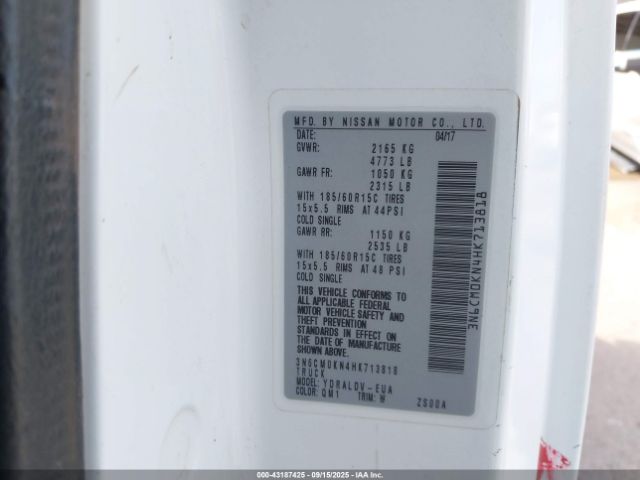 MFD. BY NISSAN MOTOR CO., LTD.
DATE: 04/17
GVWR: 2165 KG
4773 LB
GAWR FR: 1050 KG
2315 LB
WITH 185/60R15C TIRES
15x5.5 RIMS AT 44PSI
COLD SINGLE
GAWR RR: 1150 KG
2535 LB
WITH 185/60R15C TIRES
15x5.5 RIMS AT 48 PSI
COLD SINGLE
THIS VEHICLE CONFORMS TO
ALL APPLICABLE FEDERAL
MOTOR VEHICLE SAFETY AND
THEFT PREVENTION
STANDARDS IN EFFECT ON
THE DATE OF MANUFACTURE
SHOWN ABOVE.
3N6CM0KN4HK713818
TRUCK
MODEL: YDRALDV-EUA
COLOR: QM1 TRIM: W ZS00A
3N6CM0KN4HK713818
000-43187425 - 09/15/2025 - IAAI.COM